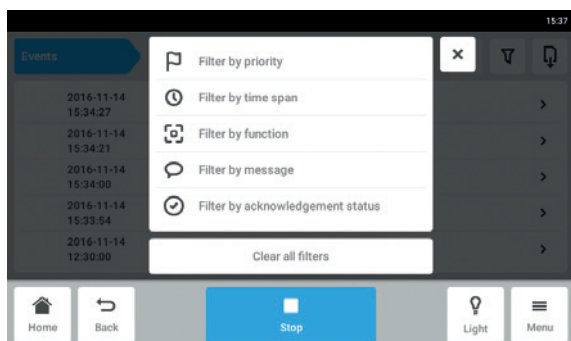 15:37
Events
Filter by priority
Filter by time span
Filter by function
Filter by message
Filter by acknowledgement status
Clear all filters
2016-11-14
15:34:27
2016-11-14
15:34:21
2016-11-14
15:34:00
2016-11-14
15:33:54
2016-11-14
12:30:00
Home
Back
Stop
Light
Menu